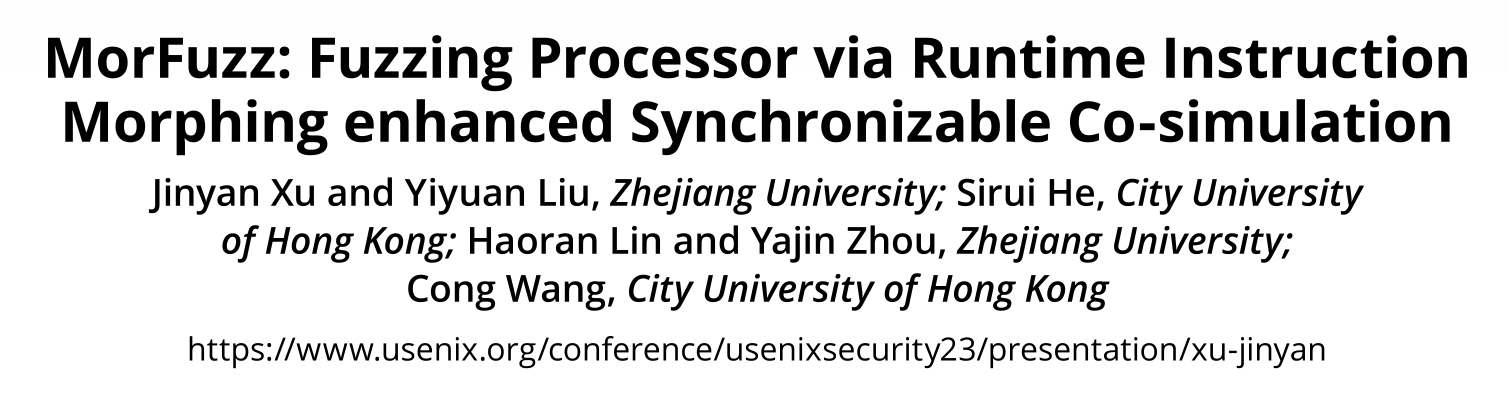 MorFuzz: Fuzzing Processor via Runtime Instruction
Morphing enhanced Synchronizable Co-simulation
Jinyan Xu and Yiyuan Liu, Zhejiang University; Sirui He, City University
of Hong Kong; Haoran Lin and Yajin Zhou, Zhejiang University;
Cong Wang, City University of Hong Kong
https://www.usenix.org/conference/usenixsecurity23/presentation/xu-jinyan